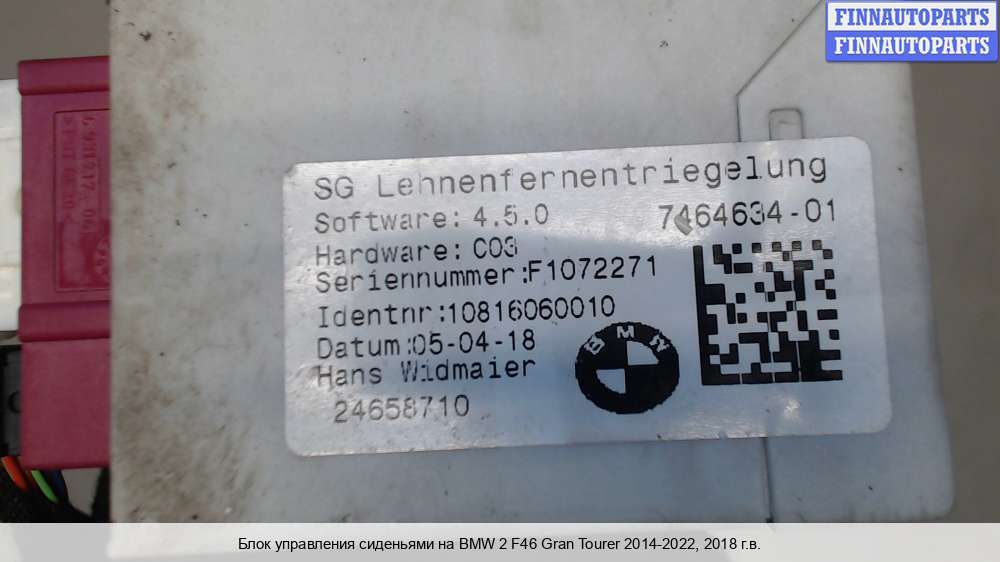 FINNAUTOPARTS
FINNAUTOPARTS
SG Lehnenfernentriegelung
Software: 4.5.0 7464634-01
Hardware: C03
Seriennummer:F1072271
Identnr:10816060010
Datum:05-04-18
Hans Widmaier
24658710
BMW
Блок управления сиденьями на BMW 2 F46 Gran Tourer 2014-2022, 2018 г.в.